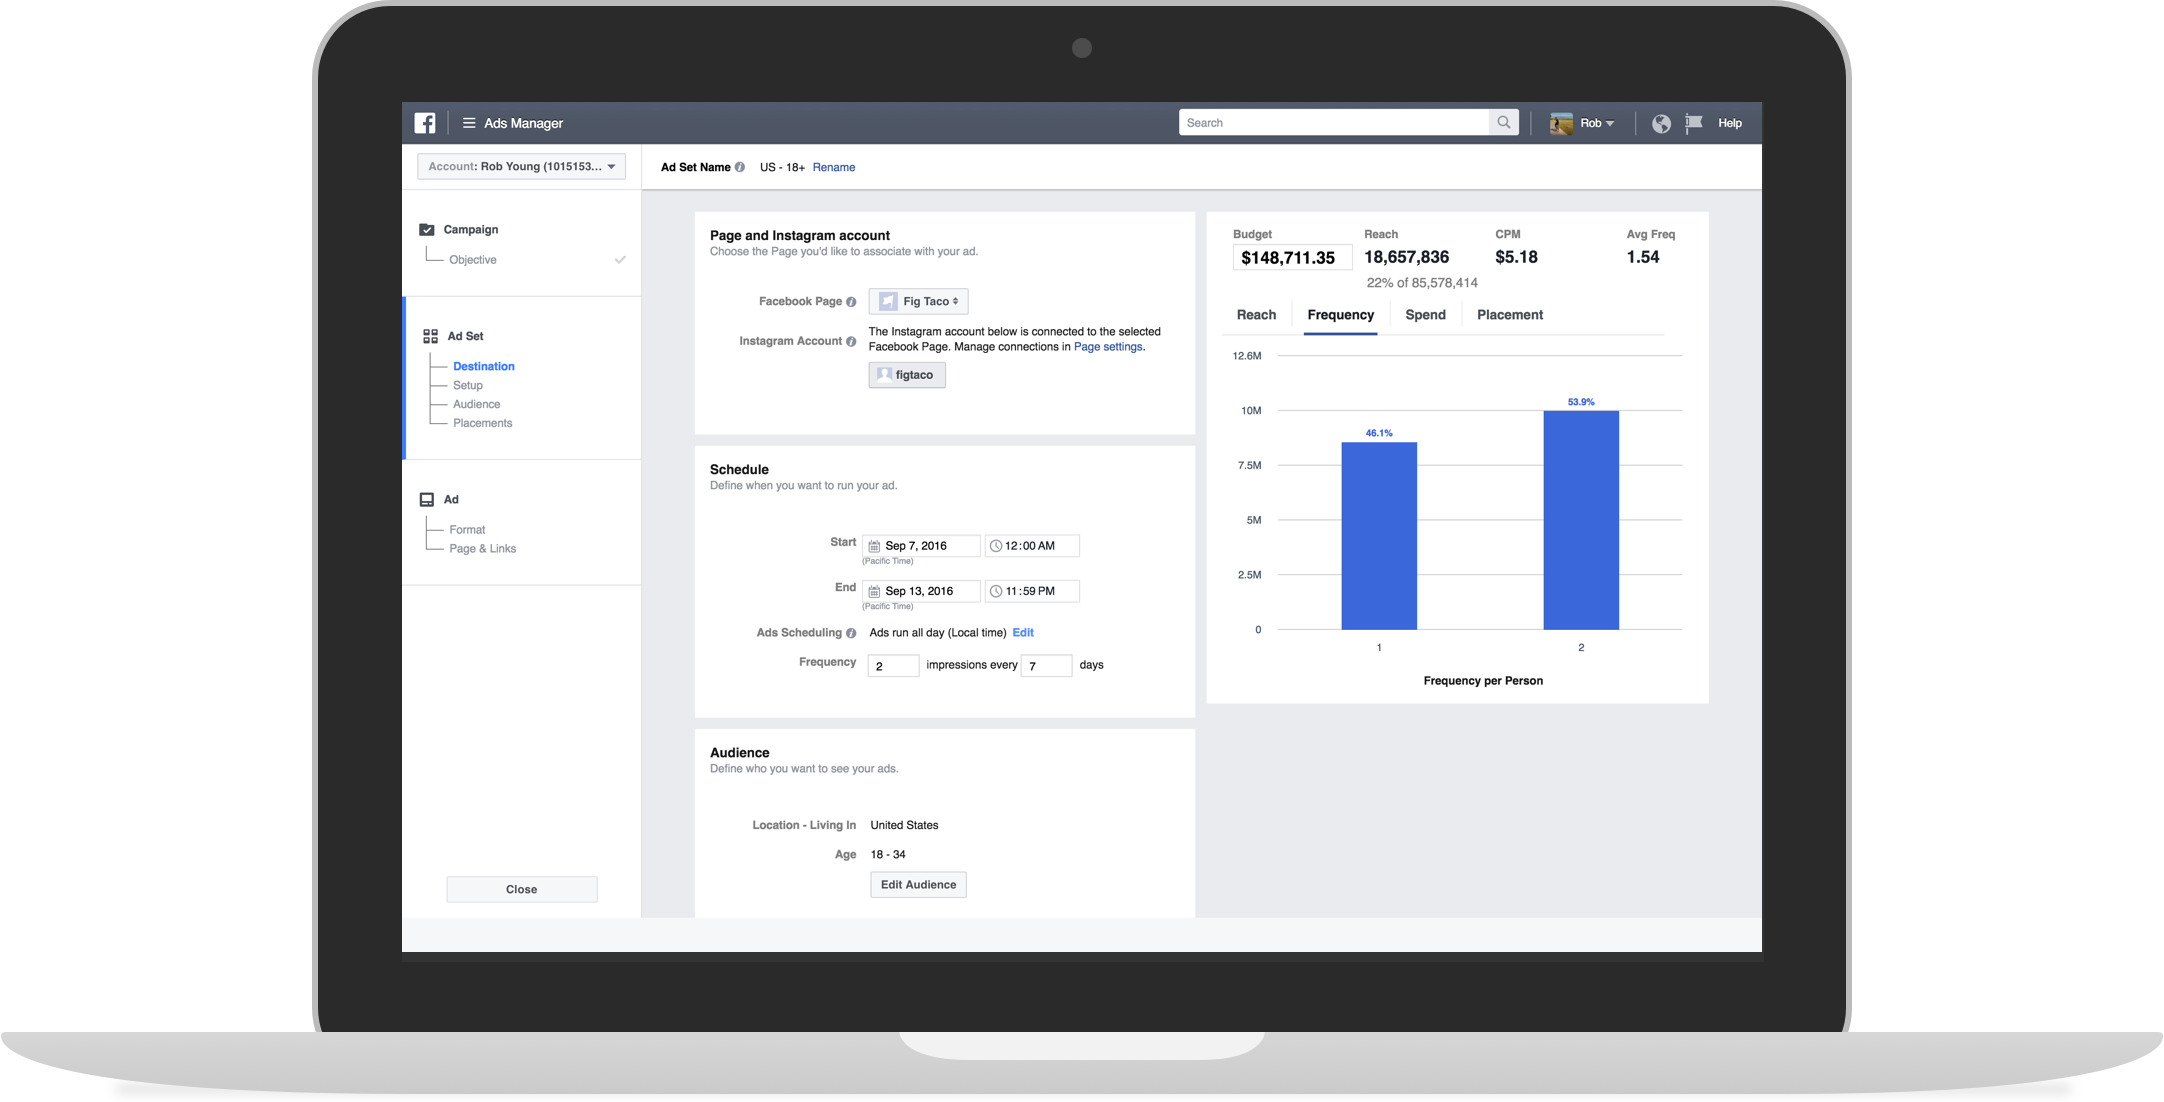 Ads Manager
Search
Rob
Help
Account: Rob Young (1015153...
Ad Set Name US - 18+ Rename
Campaign
Objective
Ad Set
Destination
Setup
Audience
Placements
Ad
Format
Page & Links
Close
Page and Instagram account
Choose the Page you'd like to associate with your ad.
Facebook Page Fig Taco
Instagram Account
The Instagram account below is connected to the selected
Facebook Page. Manage connections in Page settings.
figtaco
Schedule
Define when you want to run your ad.
Start Sep 7, 2016 12:00 AM
(Pacific Time)
End Sep 13, 2016 11:59 PM
(Pacific Time)
Ads Scheduling Ads run all day (Local time) Edit
Frequency 2 impressions every 7 days
Audience
Define who you want to see your ads.
Location - Living In United States
Age 18 - 34
Edit Audience
Budget Reach CPM Avg Freq
$148,711.35 18,657,836 $5.18 1.54
22% of 85,578,414
Reach Frequency Spend Placement
12.6M
53.9%
10M
46.1%
7.5M
5M
2.5M
0
1 2
Frequency per Person